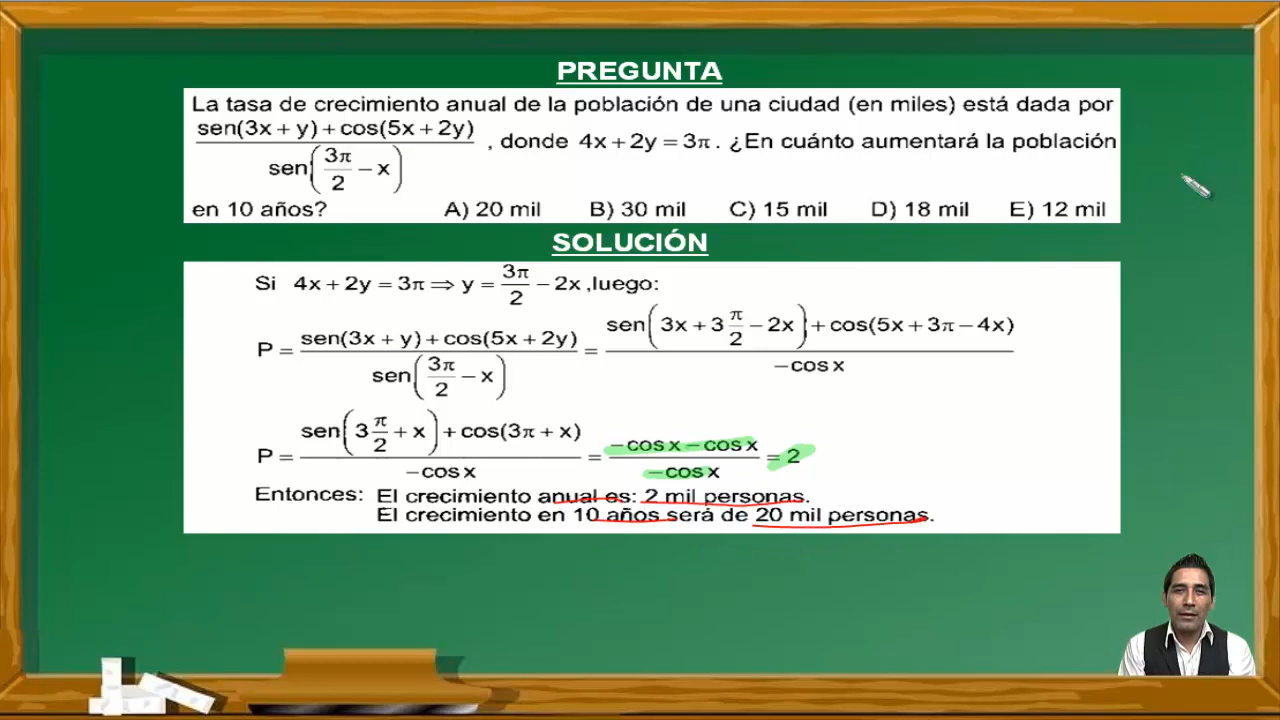 PREGUNTA
La tasa de crecimiento anual de la población de una ciudad (en miles) está dada por
sen(3x + y) + cos(5x + 2y) / sen(3π/2 − x) , donde 4x + 2y = 3π. ¿En cuánto aumentará la población
en 10 años? A) 20 mil B) 30 mil C) 15 mil D) 18 mil E) 12 mil
SOLUCIÓN
Si 4x + 2y = 3π ⇒ y = 3π/2 − 2x ,luego:
P = sen(3x + y) + cos(5x + 2y) / sen(3π/2 − x) = sen(3x + 3 π/2 − 2x) + cos(5x + 3π − 4x) / −cos x
P = sen(3 π/2 + x) + cos(3π + x) / −cos x = −cos x − cos x / −cos x = 2
Entonces: El crecimiento anual es: 2 mil personas.
El crecimiento en 10 años será de 20 mil personas.